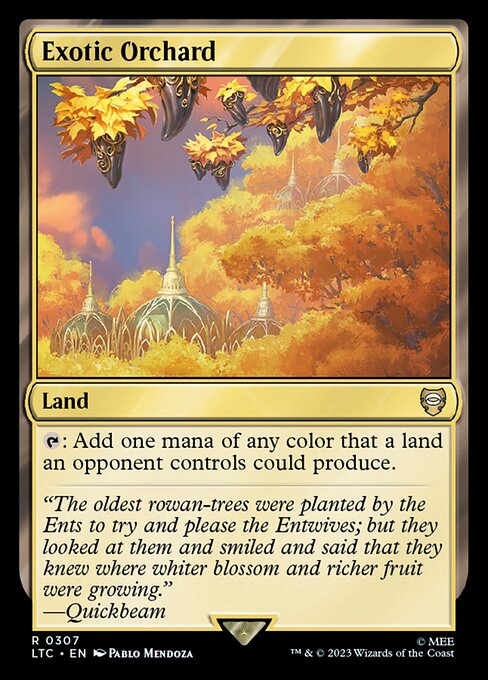 Exotic Orchard
Land
: Add one mana of any color that a land
an opponent controls could produce.
“The oldest rowan-trees were planted by the
Ents to try and please the Entwives; but they
looked at them and smiled and said that they
knew where whiter blossom and richer fruit
were growing.”
—Quickbeam
R 0307
LTC • EN Pablo Mendoza
© MEE
™ & © 2023 Wizards of the Coast